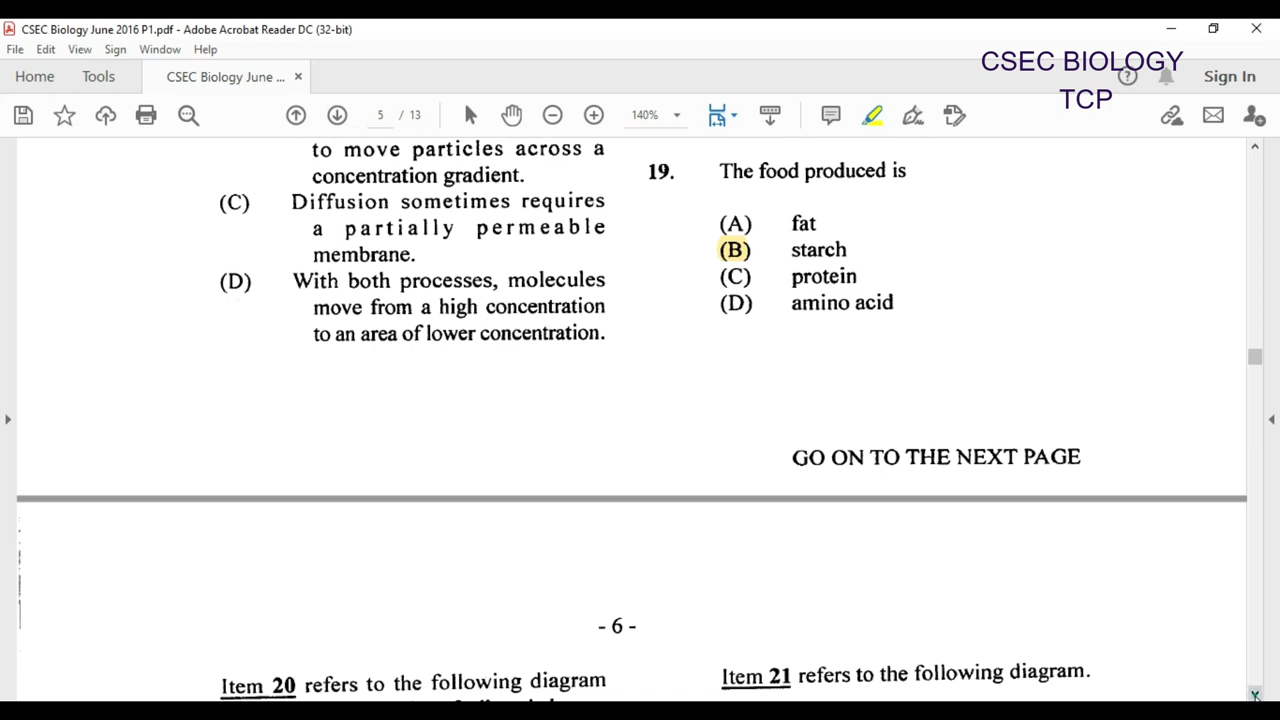 CSEC Biology June 2016 P1.pdf - Adobe Acrobat Reader DC (32-bit)
File Edit View Sign Window Help
CSEC BIOLOGY
TCP
Home Tools CSEC Biology June ... × Sign In
5 / 13 140%
to move particles across a
concentration gradient.
(C) Diffusion sometimes requires
a partially permeable
membrane.
(D) With both processes, molecules
move from a high concentration
to an area of lower concentration.
19. The food produced is
(A) fat
(B) starch
(C) protein
(D) amino acid
GO ON TO THE NEXT PAGE
- 6 -
Item 20 refers to the following diagram
Item 21 refers to the following diagram.